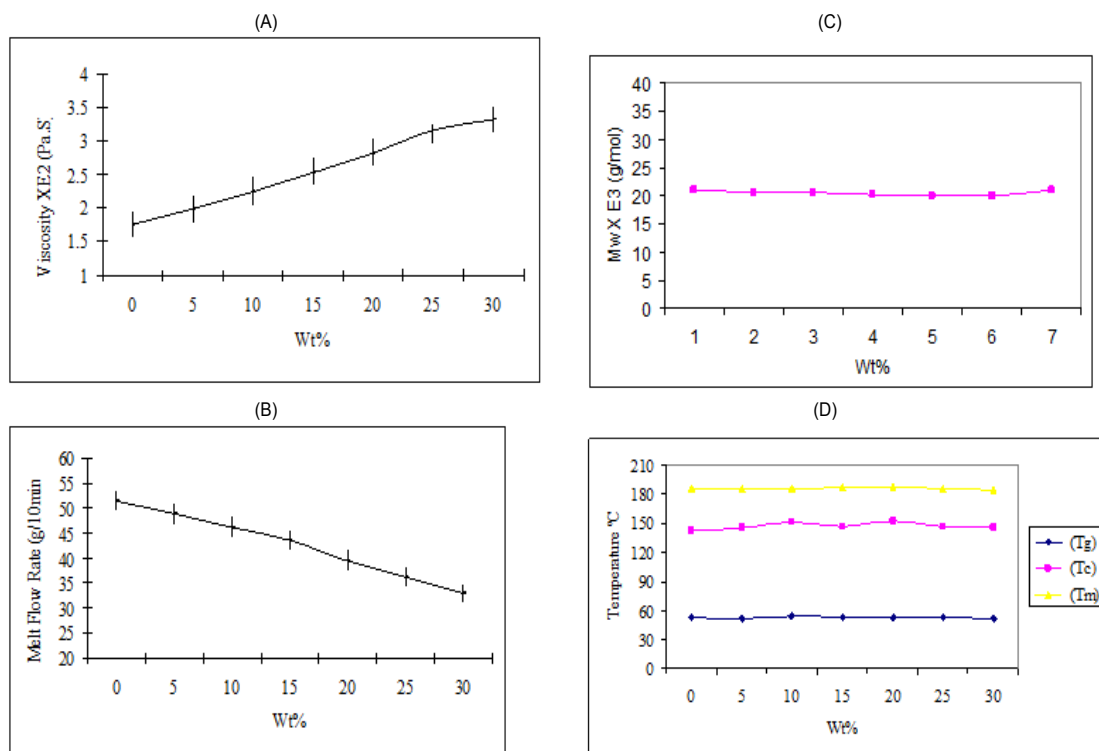 (A)
Viscosity XE2 (Pa.S)
4
3.5
3
2.5
2
1.5
1
0 5 10 15 20 25 30
Wt%
(C)
Mw X E3 (g/mol)
40
35
30
25
20
15
10
5
0
1 2 3 4 5 6 7
Wt%
(B)
Melt Flow Rate (g/10min
60
55
50
45
40
35
30
25
20
0 5 10 15 20 25 30
Wt%
(D)
Temperature ºC
210
180
150
120
90
60
30
0
0 5 10 15 20 25 30
Wt%
(Tg)
(Tc)
(Tm)